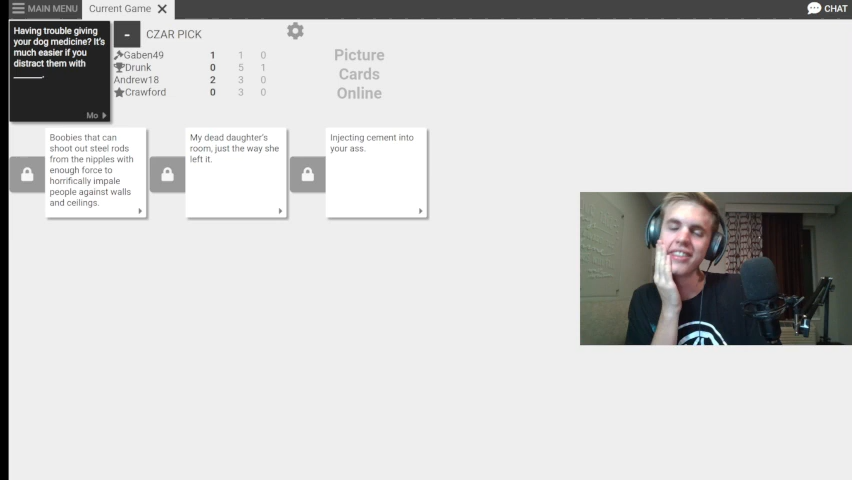 MAIN MENU
Current Game
CHAT
Having trouble giving
your dog medicine? It's
much easier if you
distract them with
______.
Mo
-
CZAR PICK
Gaben49 1 1 0
Drunk 0 5 1
Andrew18 2 3 0
Crawford 0 3 0
Picture
Cards
Online
Boobies that can
shoot out steel rods
from the nipples with
enough force to
horrifically impale
people against walls
and ceilings.
My dead daughter's
room, just the way she
left it.
Injecting cement into
your ass.